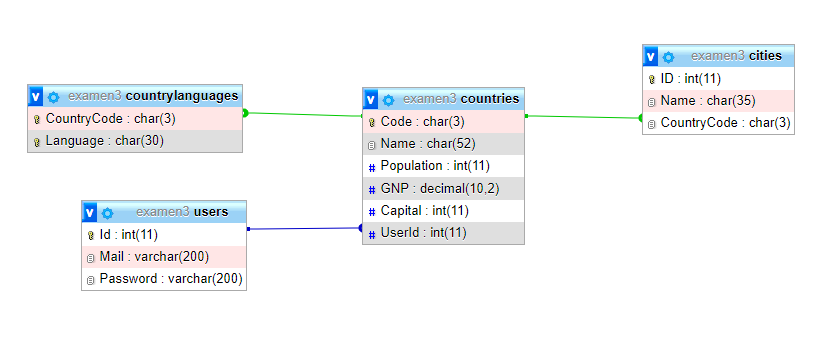 examen3 countrylanguages
CountryCode : char(3)
Language : char(30)
examen3 users
Id : int(11)
Mail : varchar(200)
Password : varchar(200)
examen3 countries
Code : char(3)
Name : char(52)
Population : int(11)
GNP : decimal(10,2)
Capital : int(11)
UserId : int(11)
examen3 cities
ID : int(11)
Name : char(35)
CountryCode : char(3)